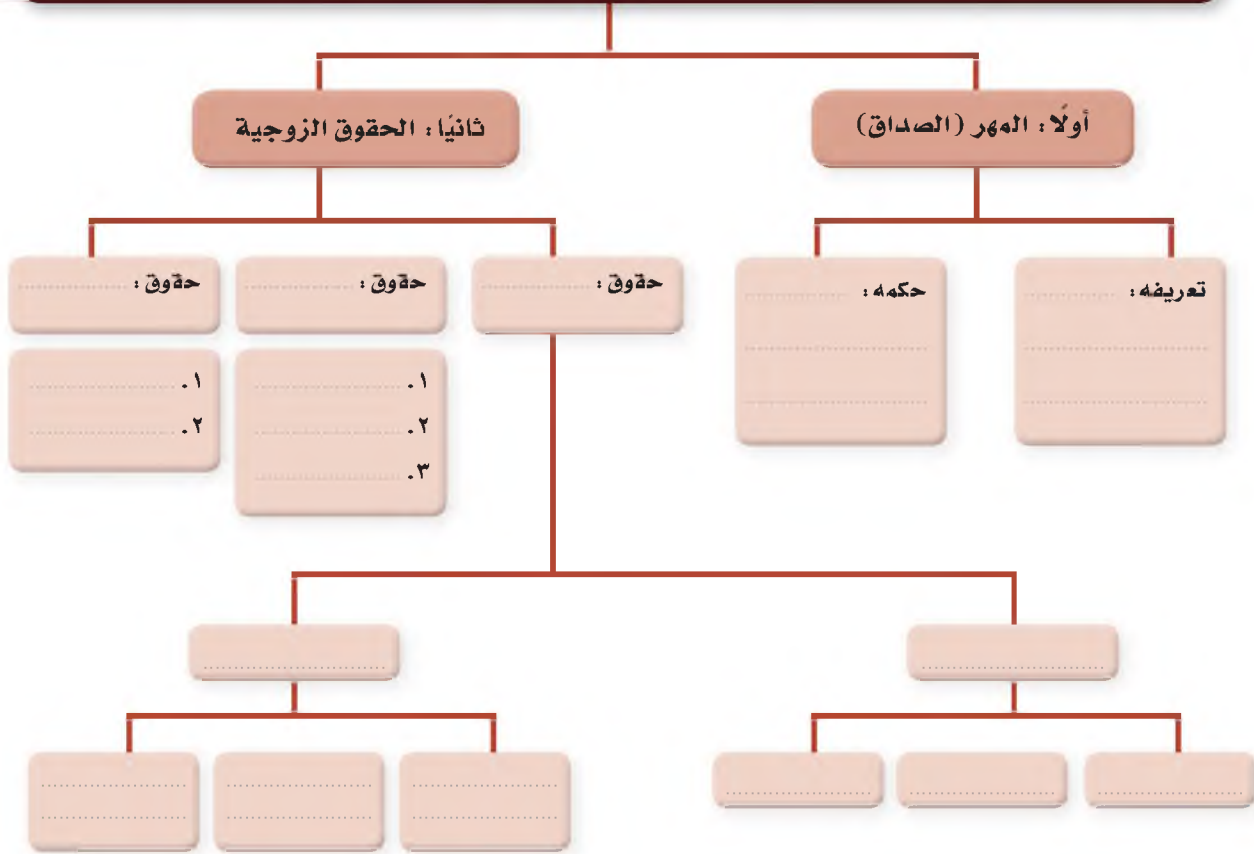 أولًا: المهر (الصداق)
ثانيًا: الحقوق الزوجية
تعريفه:
حكمه:
حقوق:
حقوق:
حقوق:
١.
٢.
٣.
١.
٢.